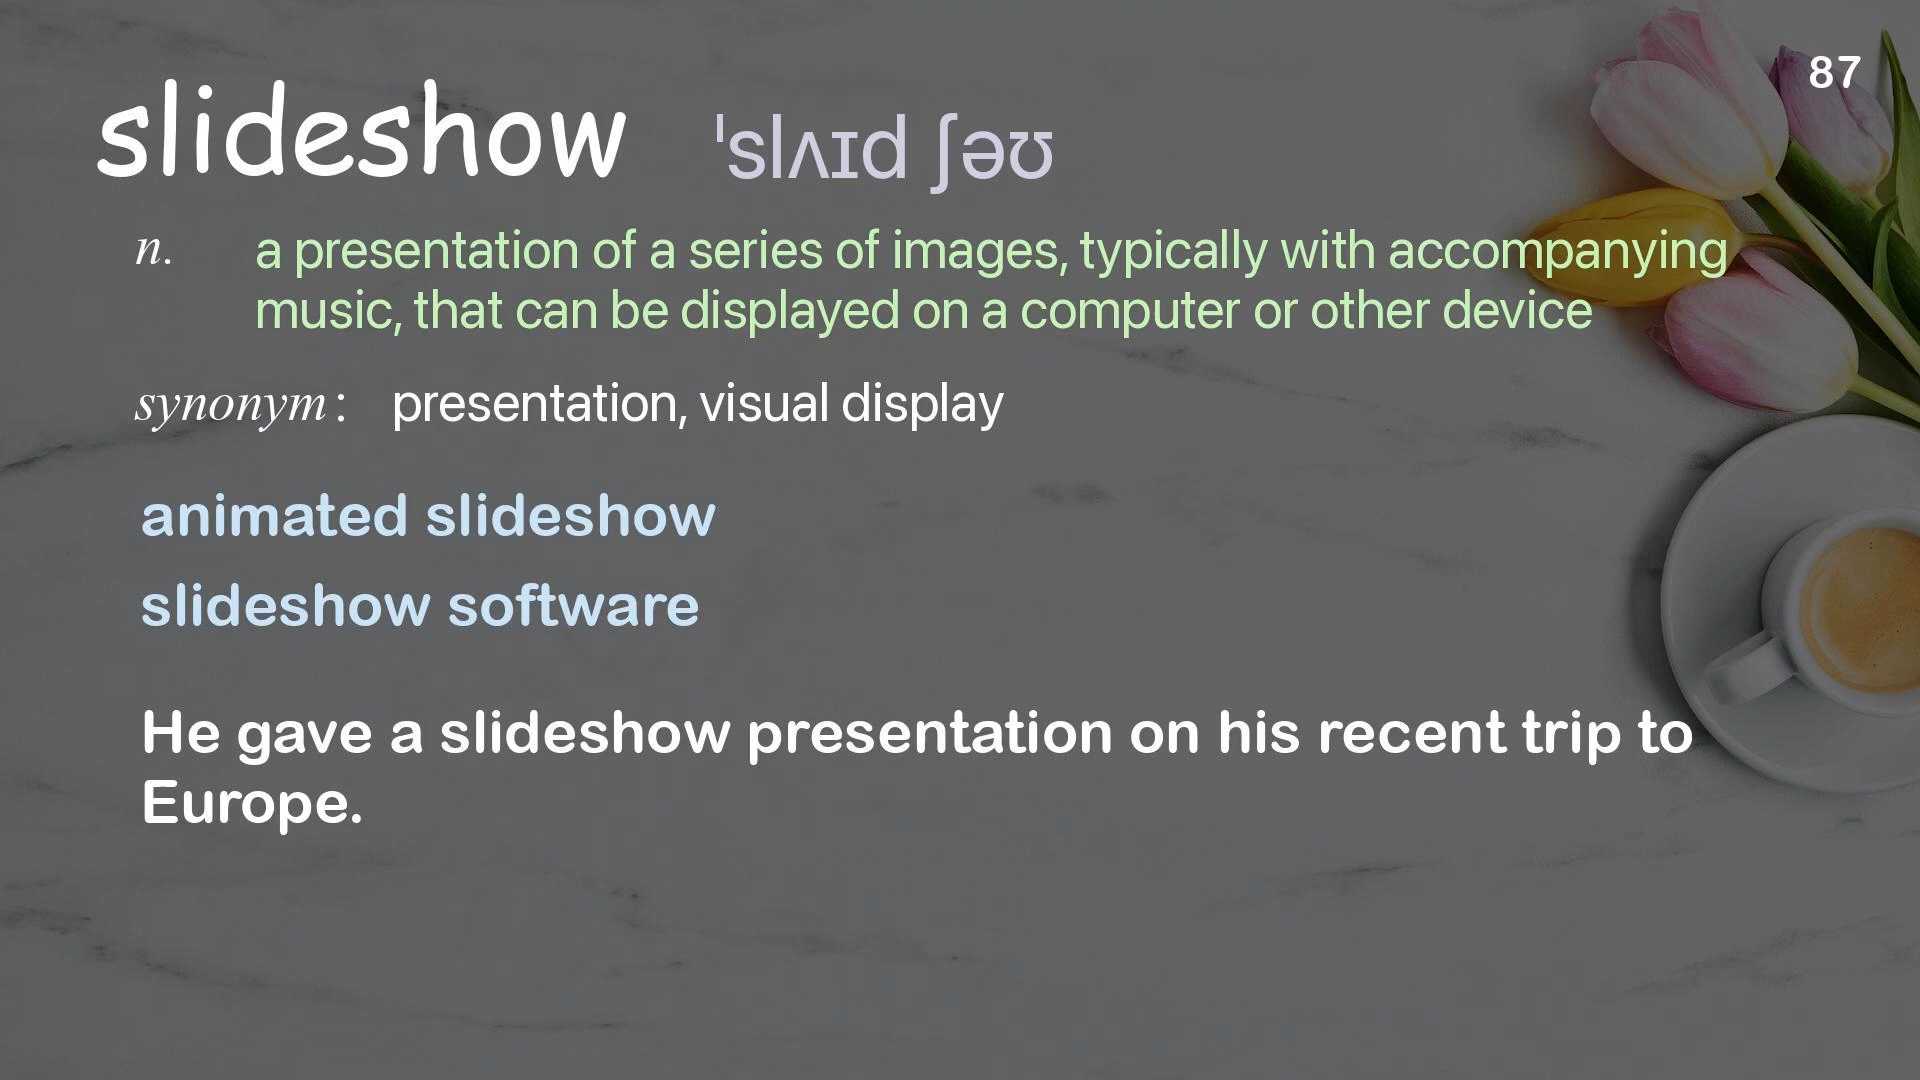 87
slideshow ˈslʌɪd ʃəʊ
n. a presentation of a series of images, typically with accompanying
music, that can be displayed on a computer or other device
synonym : presentation, visual display
animated slideshow
slideshow software
He gave a slideshow presentation on his recent trip to
Europe.